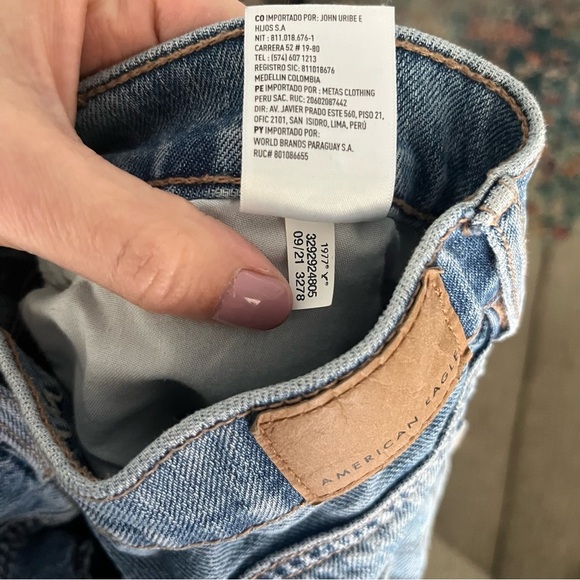 CO IMPORTADO POR: JOHN URIBE E
HIJOS S.A
NIT : 811.018.676-1
CARRERA 52 # 19-80
TEL : (574) 607 1213
REGISTRO SIC: 811018676
MEDELLIN COLOMBIA
PE IMPORTADO POR : METAS CLOTHING
PERU SAC. RUC: 20602087442
DIR: AV. JAVIER PRADO ESTE 560, PISO 21,
OFIC 2101, SAN ISIDRO, LIMA, PERÚ
PY IMPORTADO POR :
WORLD BRANDS PARAGUAY S.A.
RUC# 801086655
1977* Y*
3292924805
09/21 3278
AMERICAN EAGLE